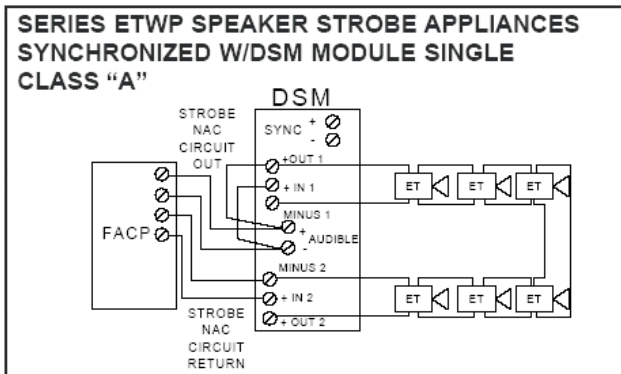 SERIES ETWP SPEAKER STROBE APPLIANCES
SYNCHRONIZED W/DSM MODULE SINGLE
CLASS "A"
DSM
STROBE
NAC
CIRCUIT
OUT
SYNC + -
+OUT 1
+ IN 1
MINUS 1
+
AUDIBLE
-
FACP
MINUS 2
+ IN 2
+ OUT 2
STROBE
NAC
CIRCUIT
RETURN
ET ET ET
ET ET ET